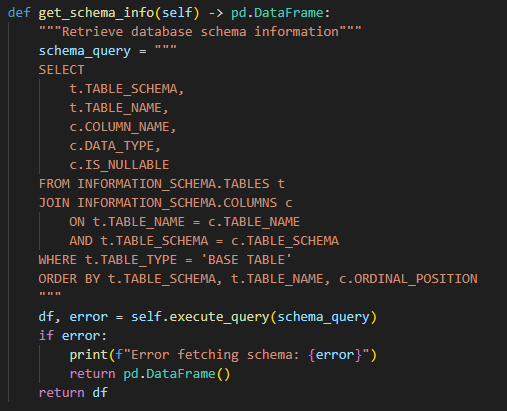 def get_schema_info(self) -> pd.DataFrame:
    """Retrieve database schema information"""
    schema_query = """
    SELECT
        t.TABLE_SCHEMA,
        t.TABLE_NAME,
        c.COLUMN_NAME,
        c.DATA_TYPE,
        c.IS_NULLABLE
    FROM INFORMATION_SCHEMA.TABLES t
    JOIN INFORMATION_SCHEMA.COLUMNS c
        ON t.TABLE_NAME = c.TABLE_NAME
        AND t.TABLE_SCHEMA = c.TABLE_SCHEMA
    WHERE t.TABLE_TYPE = 'BASE TABLE'
    ORDER BY t.TABLE_SCHEMA, t.TABLE_NAME, c.ORDINAL_POSITION
    """
    df, error = self.execute_query(schema_query)
    if error:
        print(f"Error fetching schema: {error}")
        return pd.DataFrame()
    return df